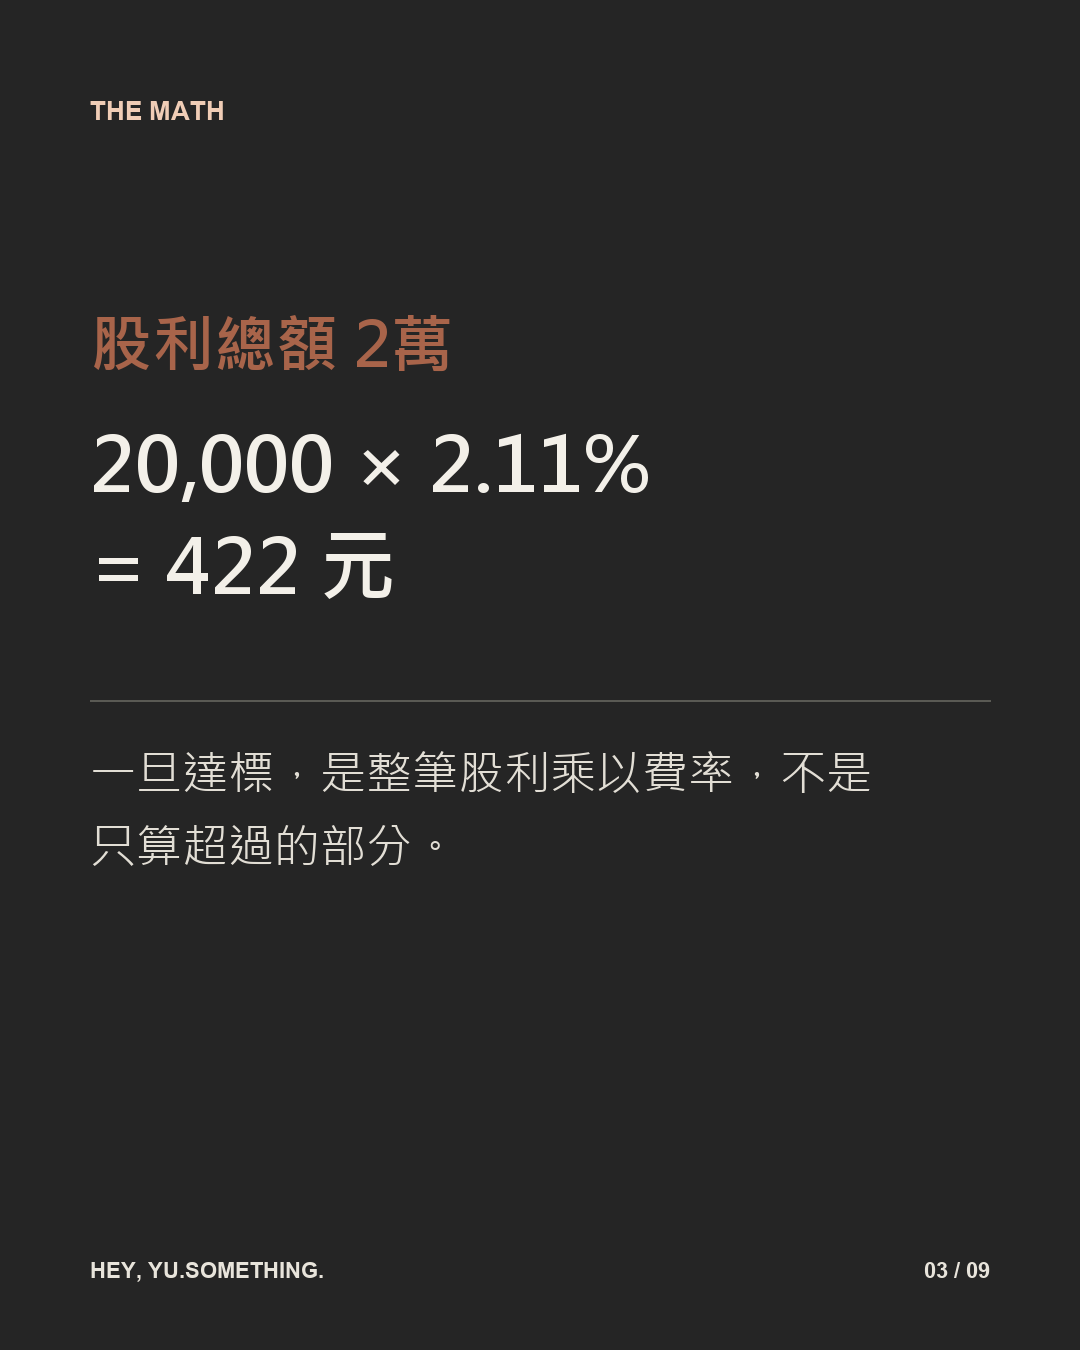 THE MATH
股利總額 2萬
20,000 × 2.11%
= 422 元
一旦達標，是整筆股利乘以費率，不是
只算超過的部分。
HEY, YU.SOMETHING.
03 / 09